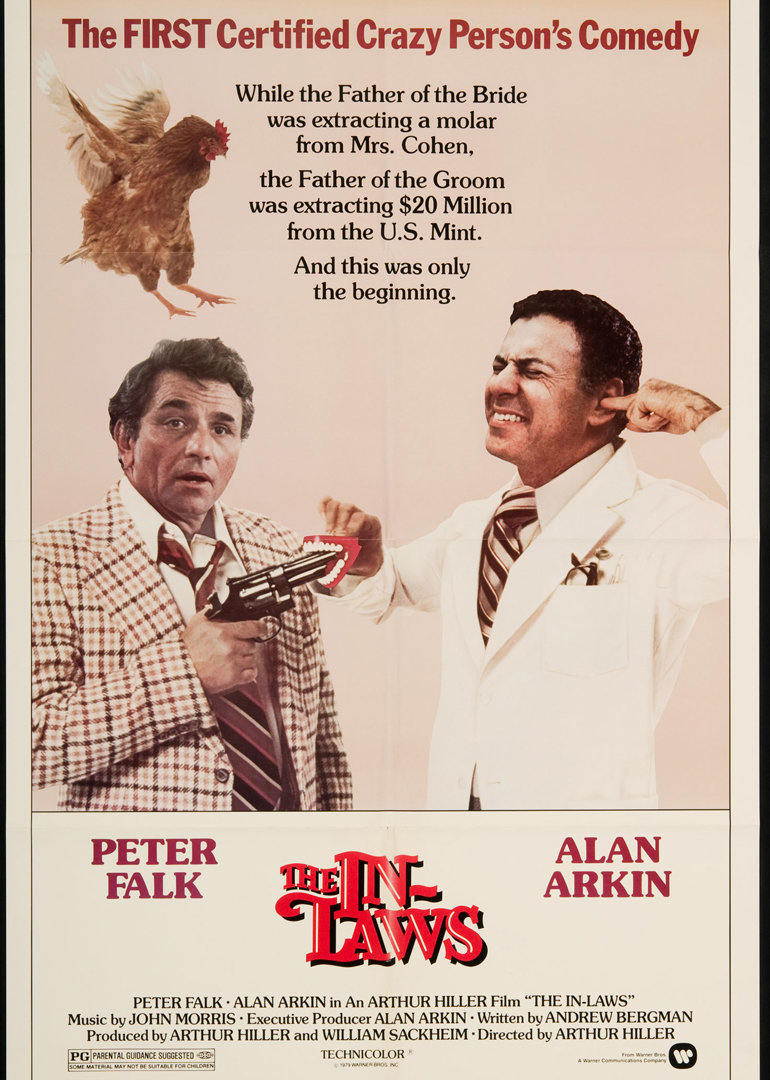 The FIRST Certified Crazy Person's Comedy
While the Father of the Bride
was extracting a molar
from Mrs. Cohen,
the Father of the Groom
was extracting $20 Million
from the U.S. Mint.
And this was only
the beginning.
PETER
FALK
ALAN
ARKIN
THE IN-
LAWS
PETER FALK · ALAN ARKIN in An ARTHUR HILLER Film "THE IN-LAWS"
Music by JOHN MORRIS · Executive Producer ALAN ARKIN · Written by ANDREW BERGMAN
Produced by ARTHUR HILLER and WILLIAM SACKHEIM · Directed by ARTHUR HILLER
PG PARENTAL GUIDANCE SUGGESTED
SOME MATERIAL MAY NOT BE SUITABLE FOR CHILDREN
TECHNICOLOR ®
© 1979 WARNER BROS. INC
From Warner Bros.
A Warner Communications Company